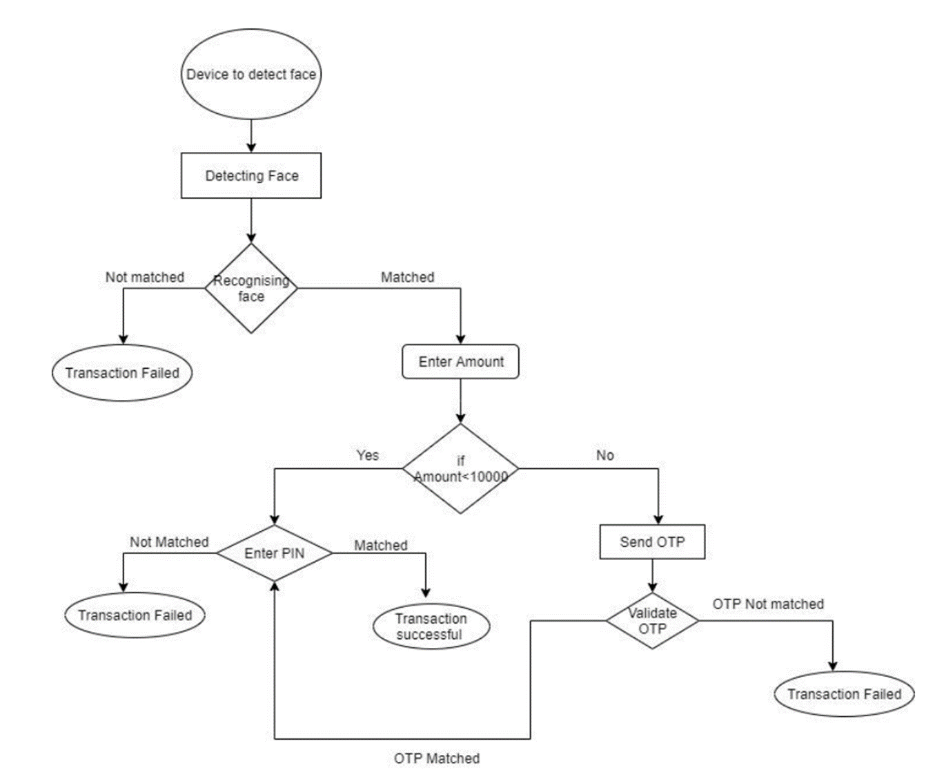 Device to detect face
Detecting Face
Not matched
Recognising
face
Matched
Transaction Failed
Enter Amount
Yes
if
Amount<10000
No
Not Matched
Enter PIN
Matched
Send OTP
Transaction Failed
Transaction
successful
Validate
OTP
OTP Not matched
Transaction Failed
OTP Matched